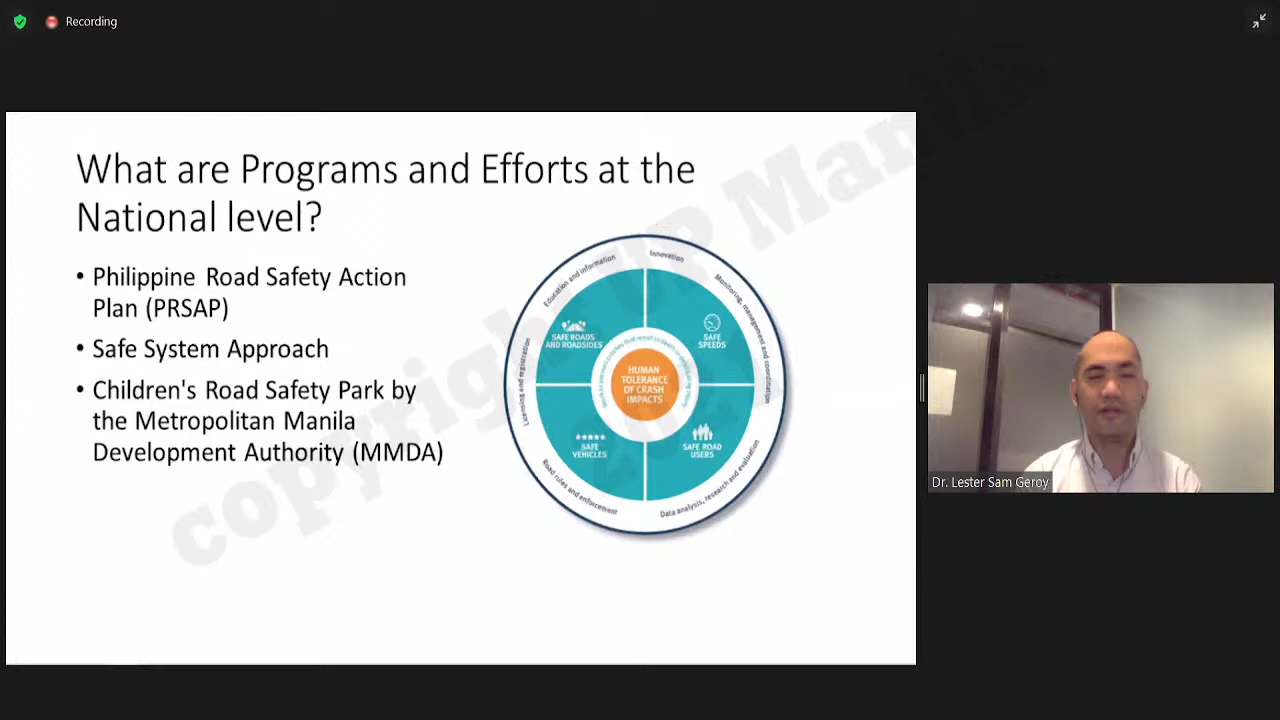 Recording
What are Programs and Efforts at the
National level?
• Philippine Road Safety Action
Plan (PRSAP)
• Safe System Approach
• Children's Road Safety Park by
the Metropolitan Manila
Development Authority (MMDA)
Education and information
Innovation
Monitoring, management and coordination
Licensing and registration
Road rules and enforcement
Data analysis, research and evaluation
SAFE ROADS
AND ROADSIDES
SAFE
SPEEDS
HUMAN
TOLERANCE
OF CRASH
IMPACTS
SAFE
VEHICLES
SAFE ROAD
USERS
copyright UP Manila
Dr. Lester Sam Geroy